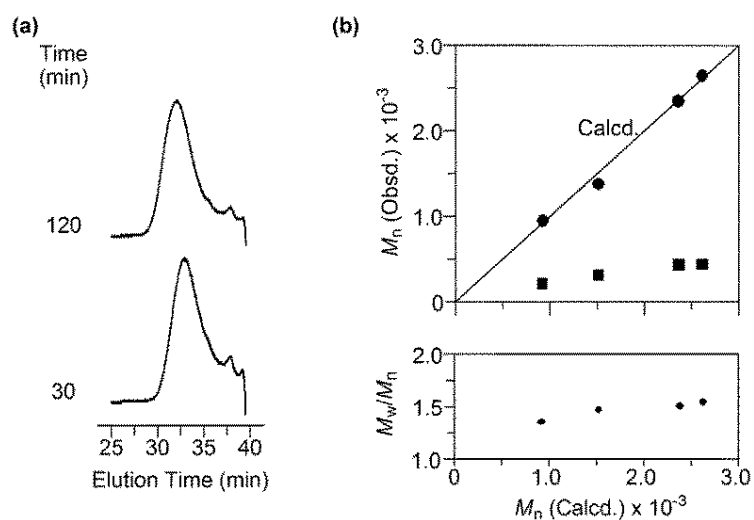 (a)
Time
(min)
120
30
25 30 35 40
Elution Time (min)
(b)
3.0
2.0
1.0
0
Mn (Obsd.) x 10⁻³
Calcd.
2.0
1.5
1.0
Mw/Mn
0 1.0 2.0 3.0
Mn (Calcd.) x 10⁻³